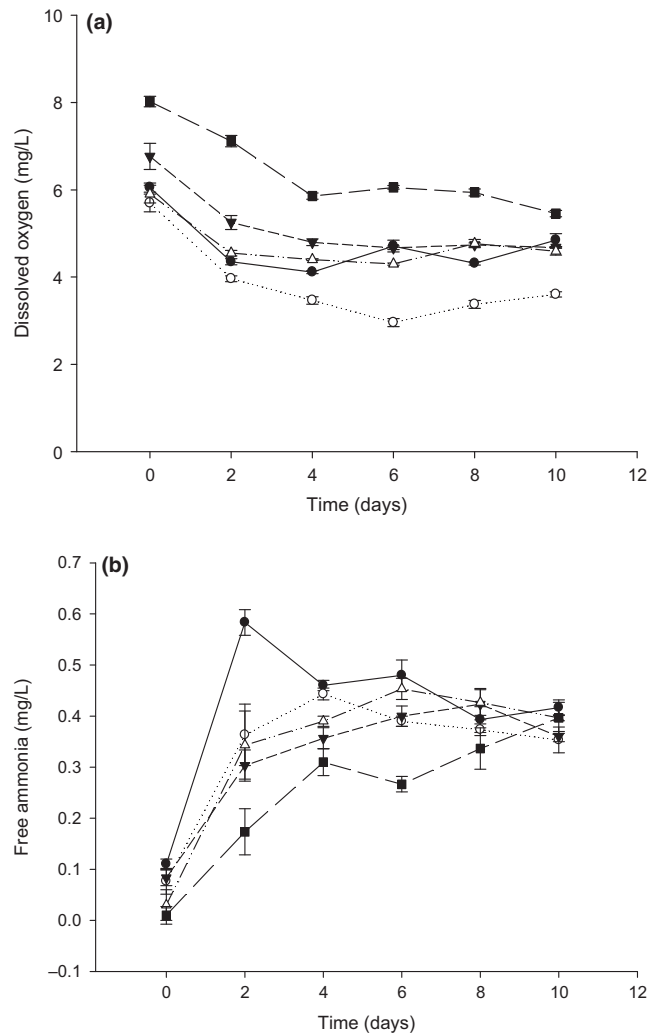 (a)
10
8
6
4
2
0
Dissolved oxygen (mg/L)
0 2 4 6 8 10 12
Time (days)
(b)
0.7
0.6
0.5
0.4
0.3
0.2
0.1
0.0
–0.1
Free ammonia (mg/L)
0 2 4 6 8 10 12
Time (days)